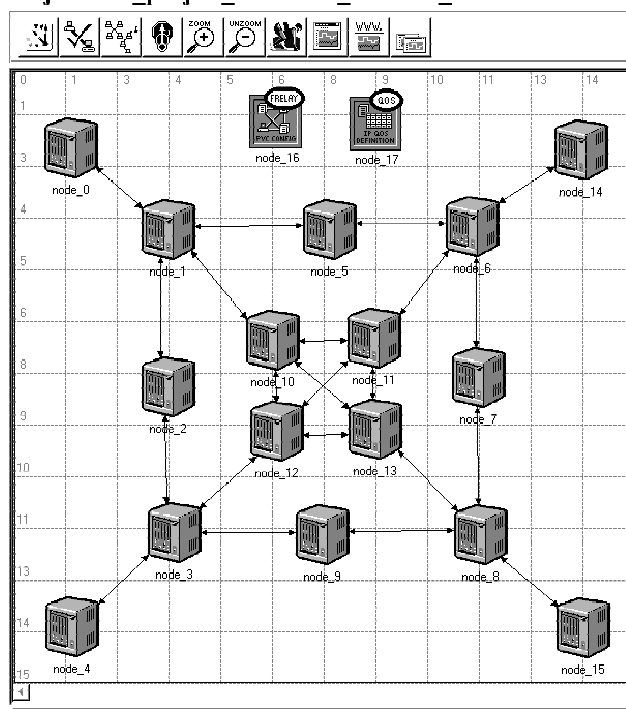 ZOOM UNZOOM
0 1 3 4 5 6 8 9 10 11 13 14
1
3
4
5
6
8
9
10
11
13
14
15
FRELAY
PVC CONFIG
node_16
QOS
IP QOS
DEFINITION
node_17
node_0
node_14
node_1
node_5
node_6
node_10
node_11
node_2
node_7
node_12
node_13
node_3
node_9
node_8
node_4
node_15